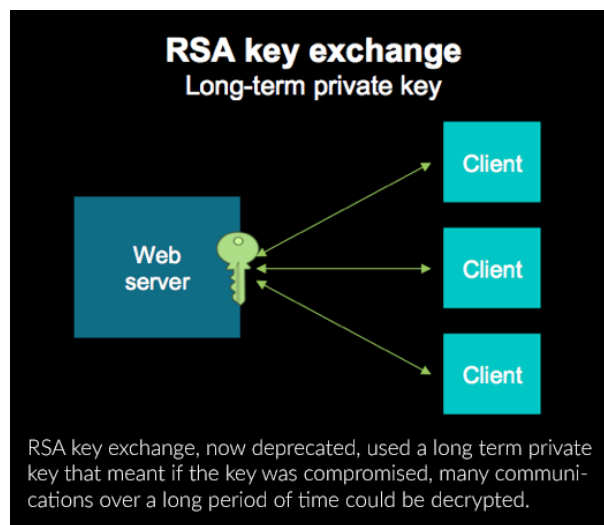 RSA key exchange
Long-term private key
Client
Web
server
Client
Client
RSA key exchange, now deprecated, used a long term private
key that meant if the key was compromised, many communi-
cations over a long period of time could be decrypted.